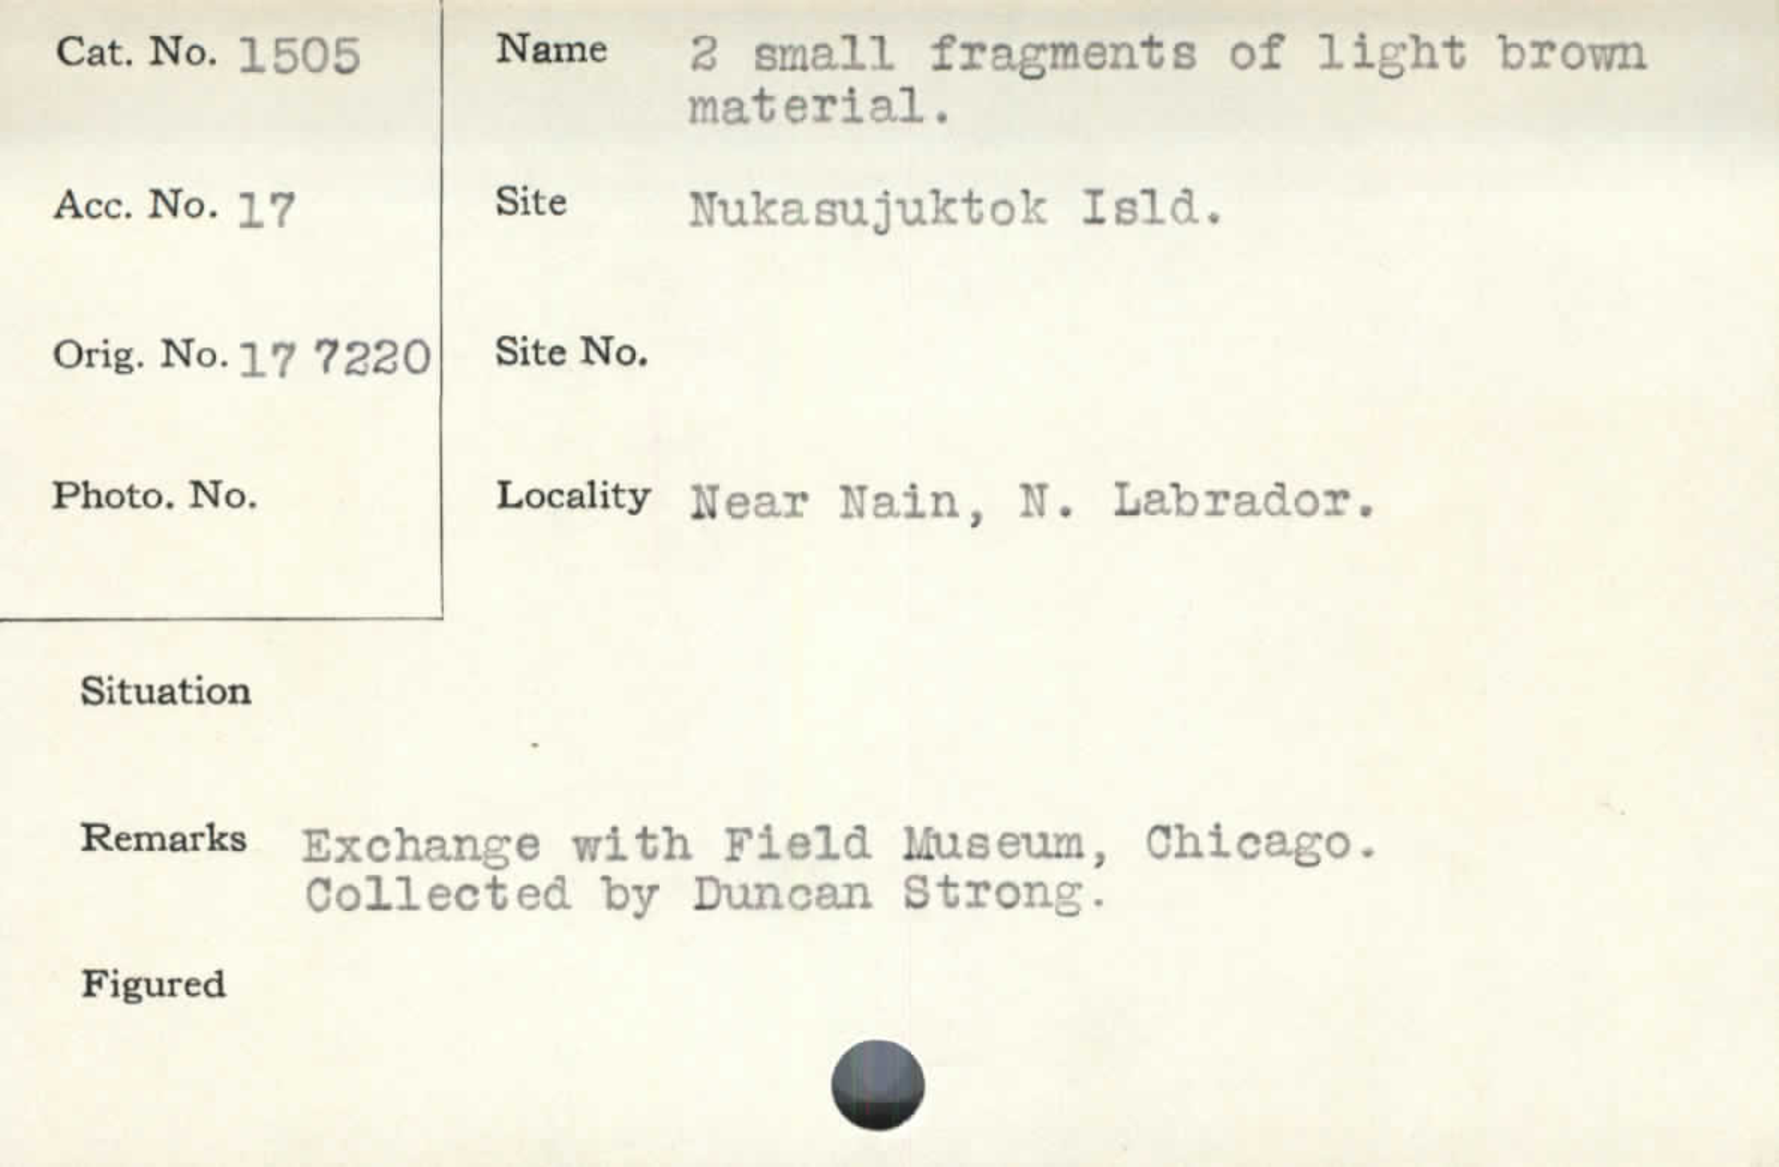 Cat. No. 1505
Name 2 small fragments of light brown
material.
Acc. No. 17
Site Nukasujuktok Isld.
Orig. No. 17 7220
Site No.
Photo. No.
Locality Near Nain, N. Labrador.
Situation
Remarks Exchange with Field Museum, Chicago.
Collected by Duncan Strong.
Figured